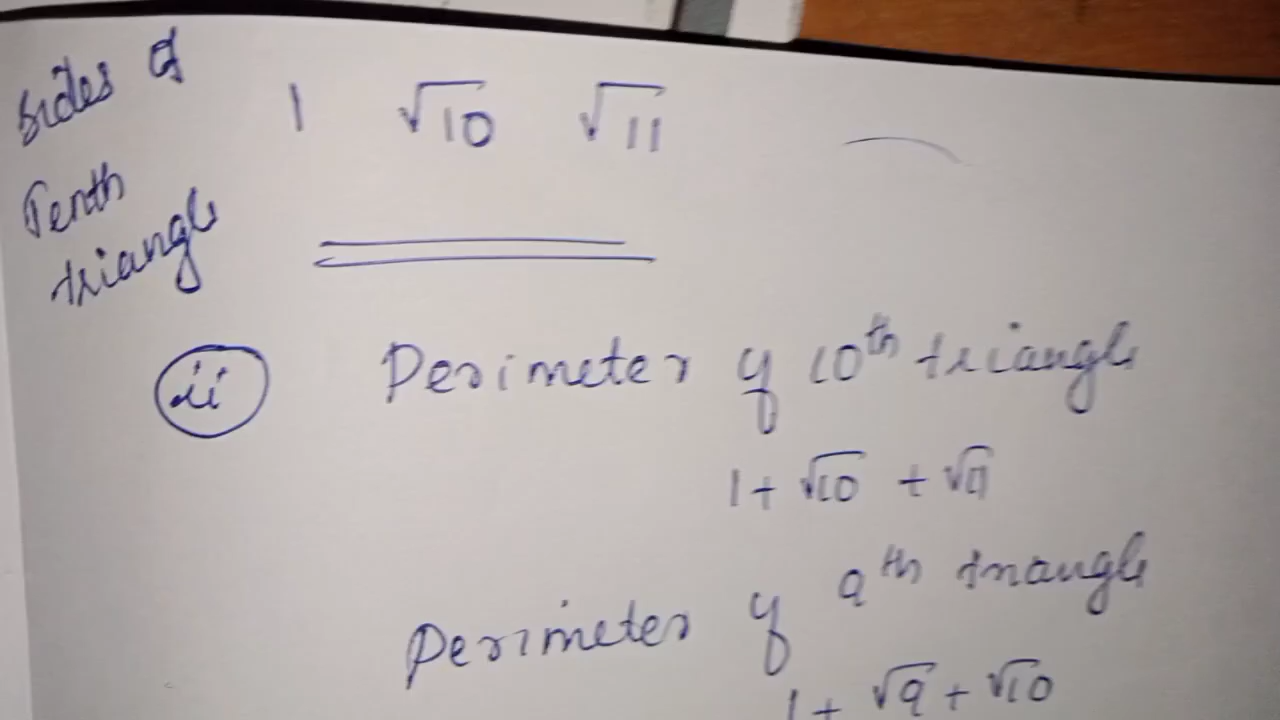 sides of
1 √10 √11
Tenth
triangle
ii Perimeter of 10th triangle
1 + √10 + √11
Perimeter of 9th triangle
1 + √9 + √10